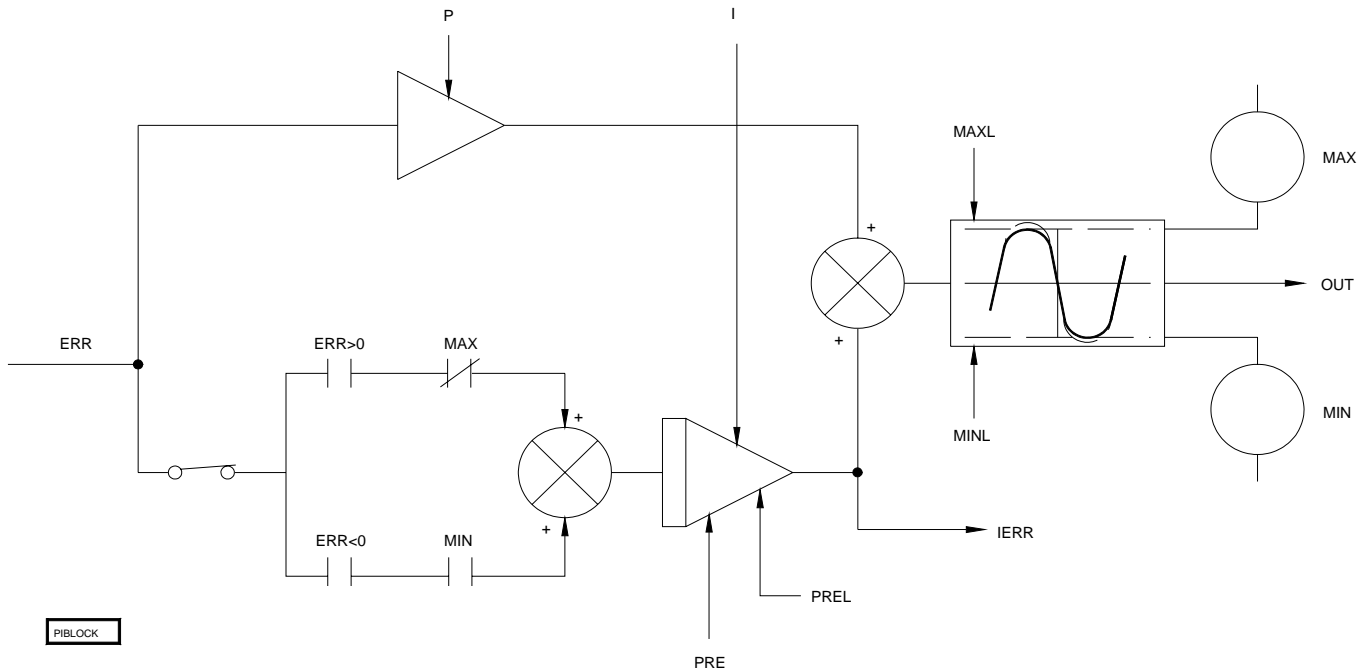 P
I
MAXL
MAX
+
OUT
ERR
ERR>0
MAX
+
+
MINL
MIN
ERR<0
MIN
+
IERR
PREL
PIBLOCK
PRE